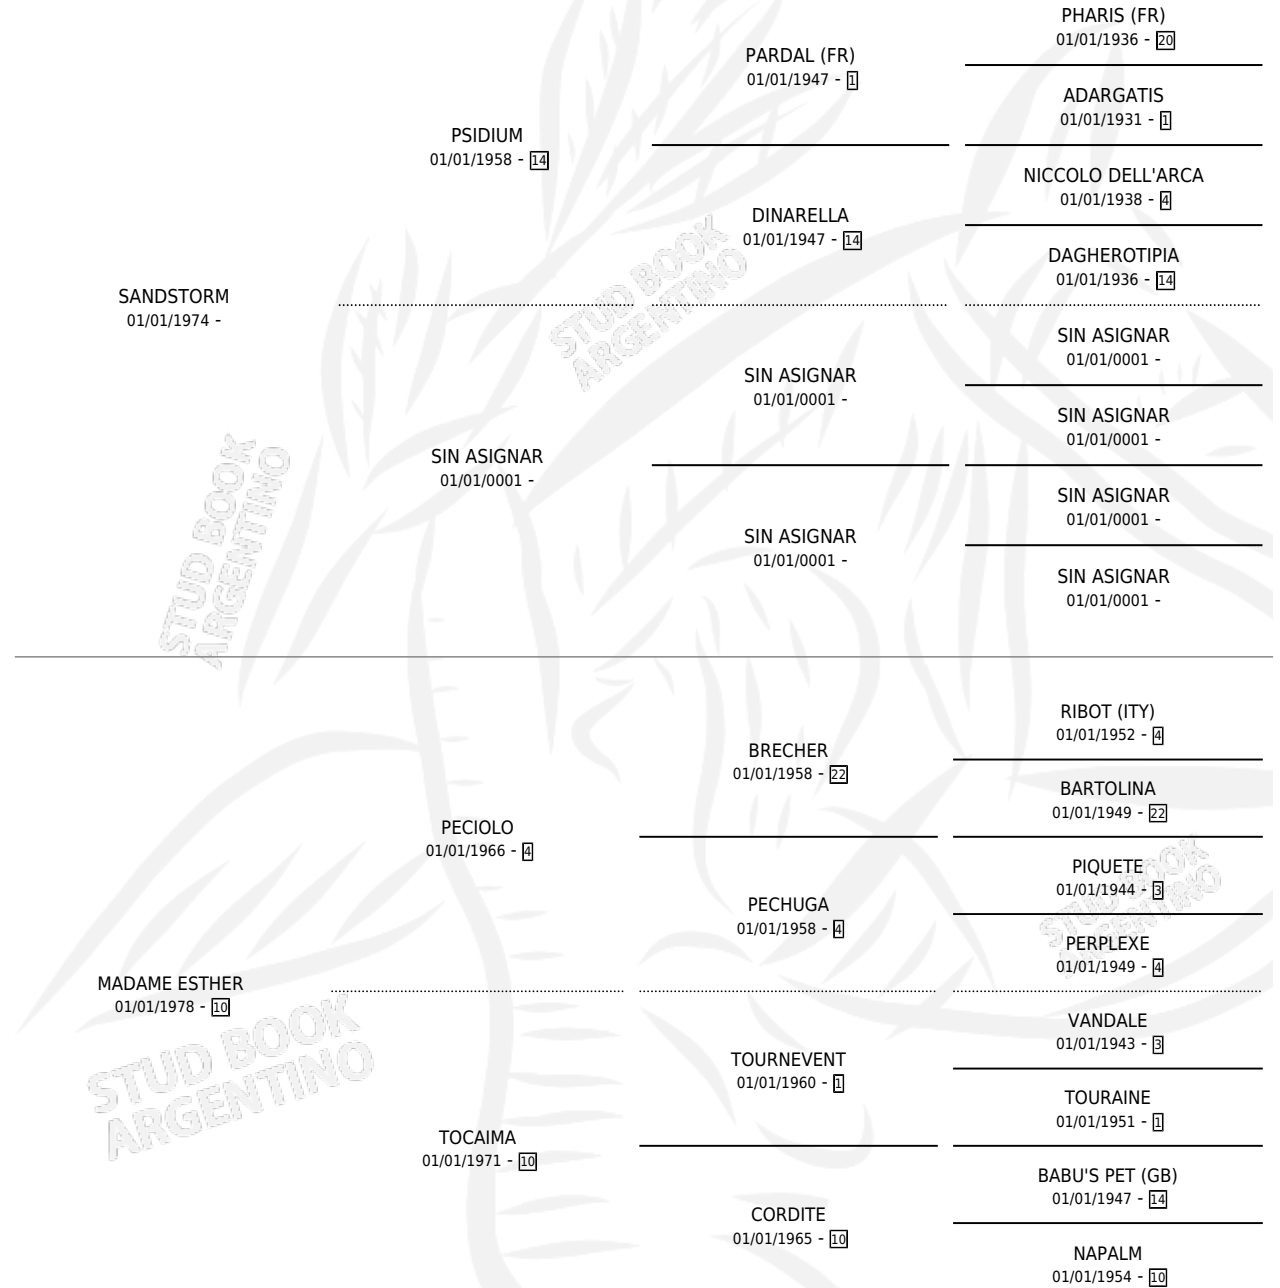 PHARIS (FR)
01/01/1936 - 20
PARDAL (FR)
01/01/1947 - 1
ADARGATIS
01/01/1931 - 1
PSIDIUM
01/01/1958 - 14
NICCOLO DELL'ARCA
01/01/1938 - 4
DINARELLA
01/01/1947 - 14
DAGHEROTIPIA
01/01/1936 - 14
SANDSTORM
01/01/1974 -
STUD BOOK
ARGENTINO
SIN ASIGNAR
01/01/0001 -
SIN ASIGNAR
01/01/0001 -
SIN ASIGNAR
01/01/0001 -
SIN ASIGNAR
01/01/0001 -
SIN ASIGNAR
01/01/0001 -
SIN ASIGNAR
01/01/0001 -
SIN ASIGNAR
01/01/0001 -
STUD BOOK
ARGENTINO
RIBOT (ITY)
01/01/1952 - 4
BRECHER
01/01/1958 - 22
BARTOLINA
01/01/1949 - 22
PECIOLO
01/01/1966 - 4
PIQUETE
01/01/1944 - 3
PECHUGA
01/01/1958 - 4
STUD BOOK
ARGENTINO
PERPLEXE
01/01/1949 - 4
MADAME ESTHER
01/01/1978 - 10
VANDALE
01/01/1943 - 3
STUD BOOK
ARGENTINO
TOURNEVENT
01/01/1960 - 1
TOURAINE
01/01/1951 - 1
TOCAIMA
01/01/1971 - 10
BABU'S PET (GB)
01/01/1947 - 14
CORDITE
01/01/1965 - 10
NAPALM
01/01/1954 - 10